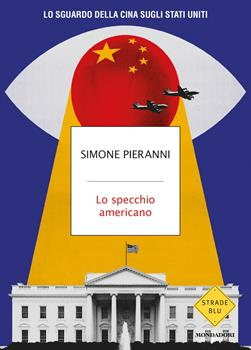 LO SGUARDO DELLA CINA SUGLI STATI UNITI
SIMONE PIERANNI
Lo specchio
americano
STRADE
BLU
MONDADORI